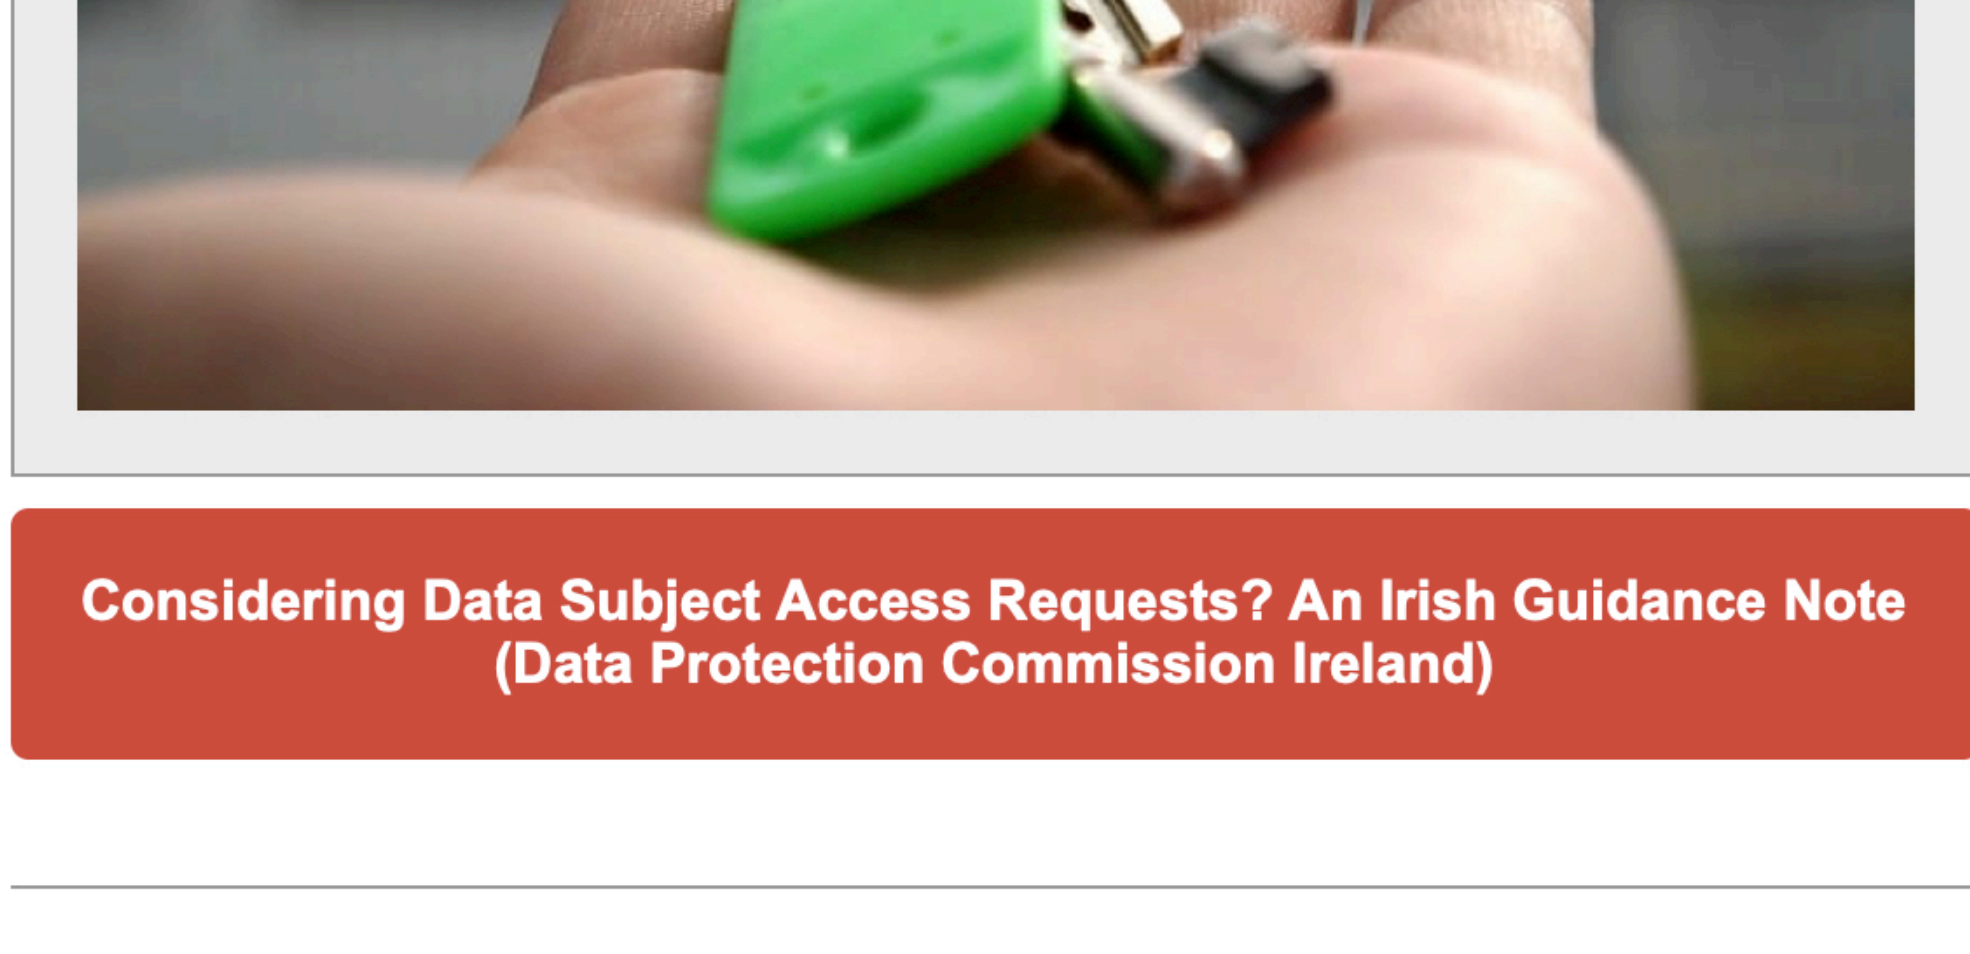 Considering Data Subject Access Requests? An Irish Guidance Note
(Data Protection Commission Ireland)